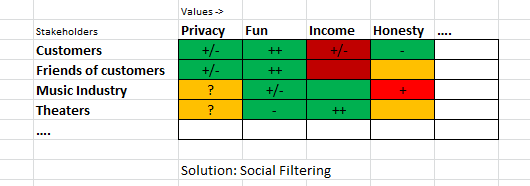 Values ->
Stakeholders Privacy Fun Income Honesty ....
Customers +/- ++ +/- -
Friends of customers +/- ++
Music Industry ? +/- +
Theaters ? - ++
....
Solution: Social Filtering